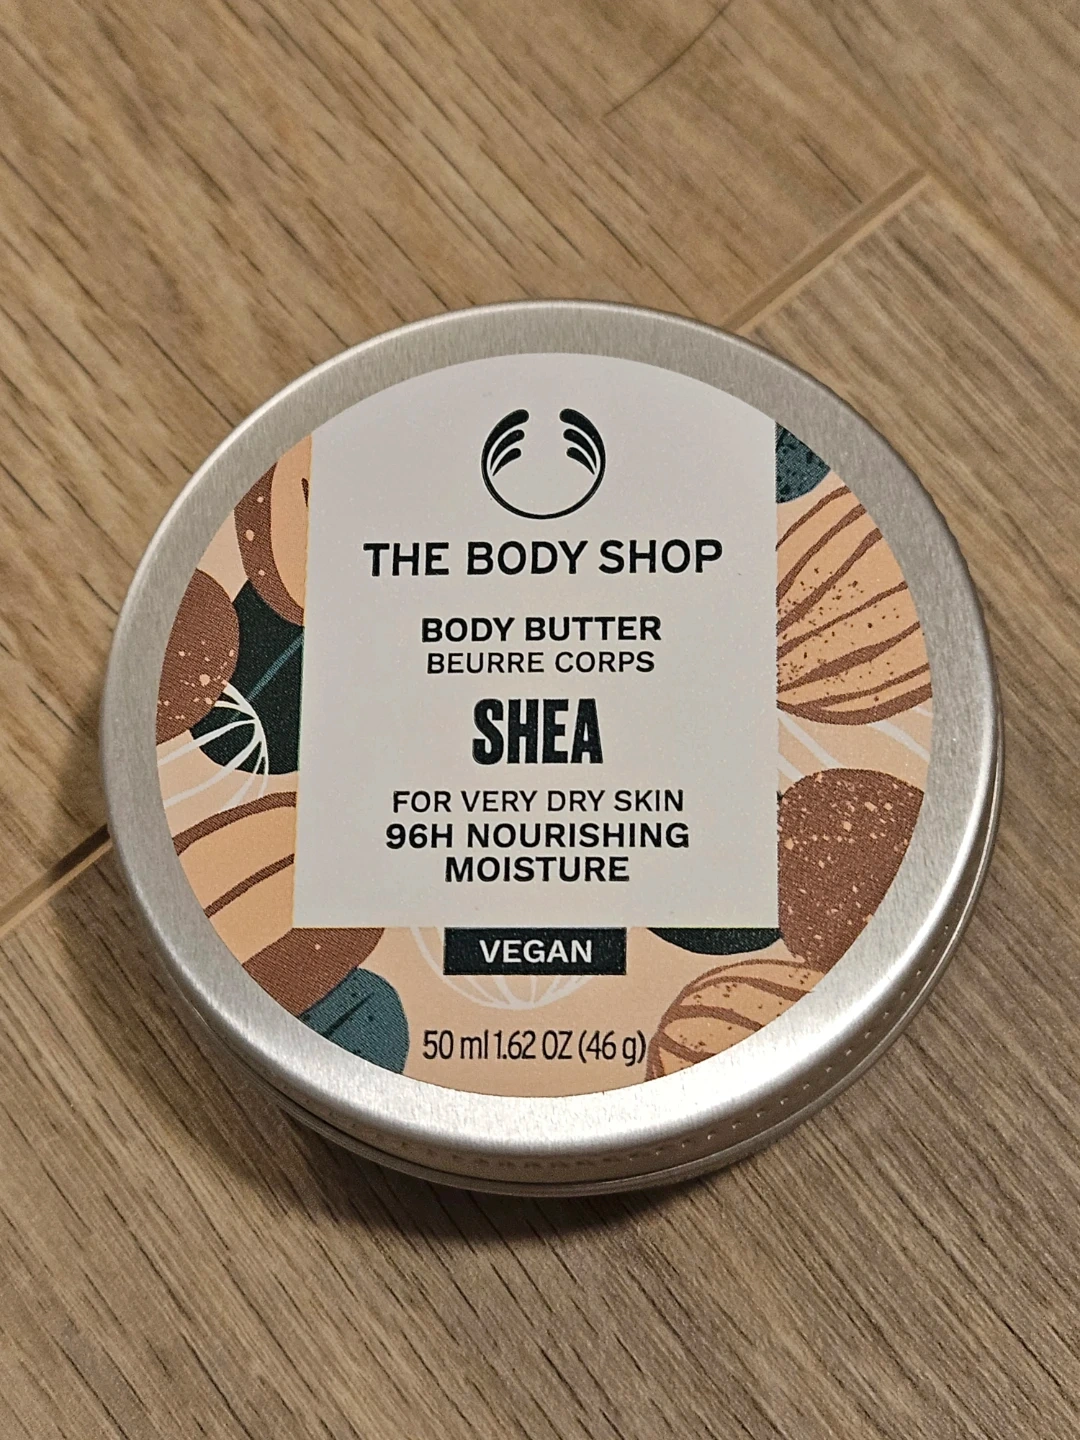 THE BODY SHOP
BODY BUTTER
BEURRE CORPS
SHEA
FOR VERY DRY SKIN
96H NOURISHING
MOISTURE
VEGAN
50 ml 1.62 OZ (46 g)